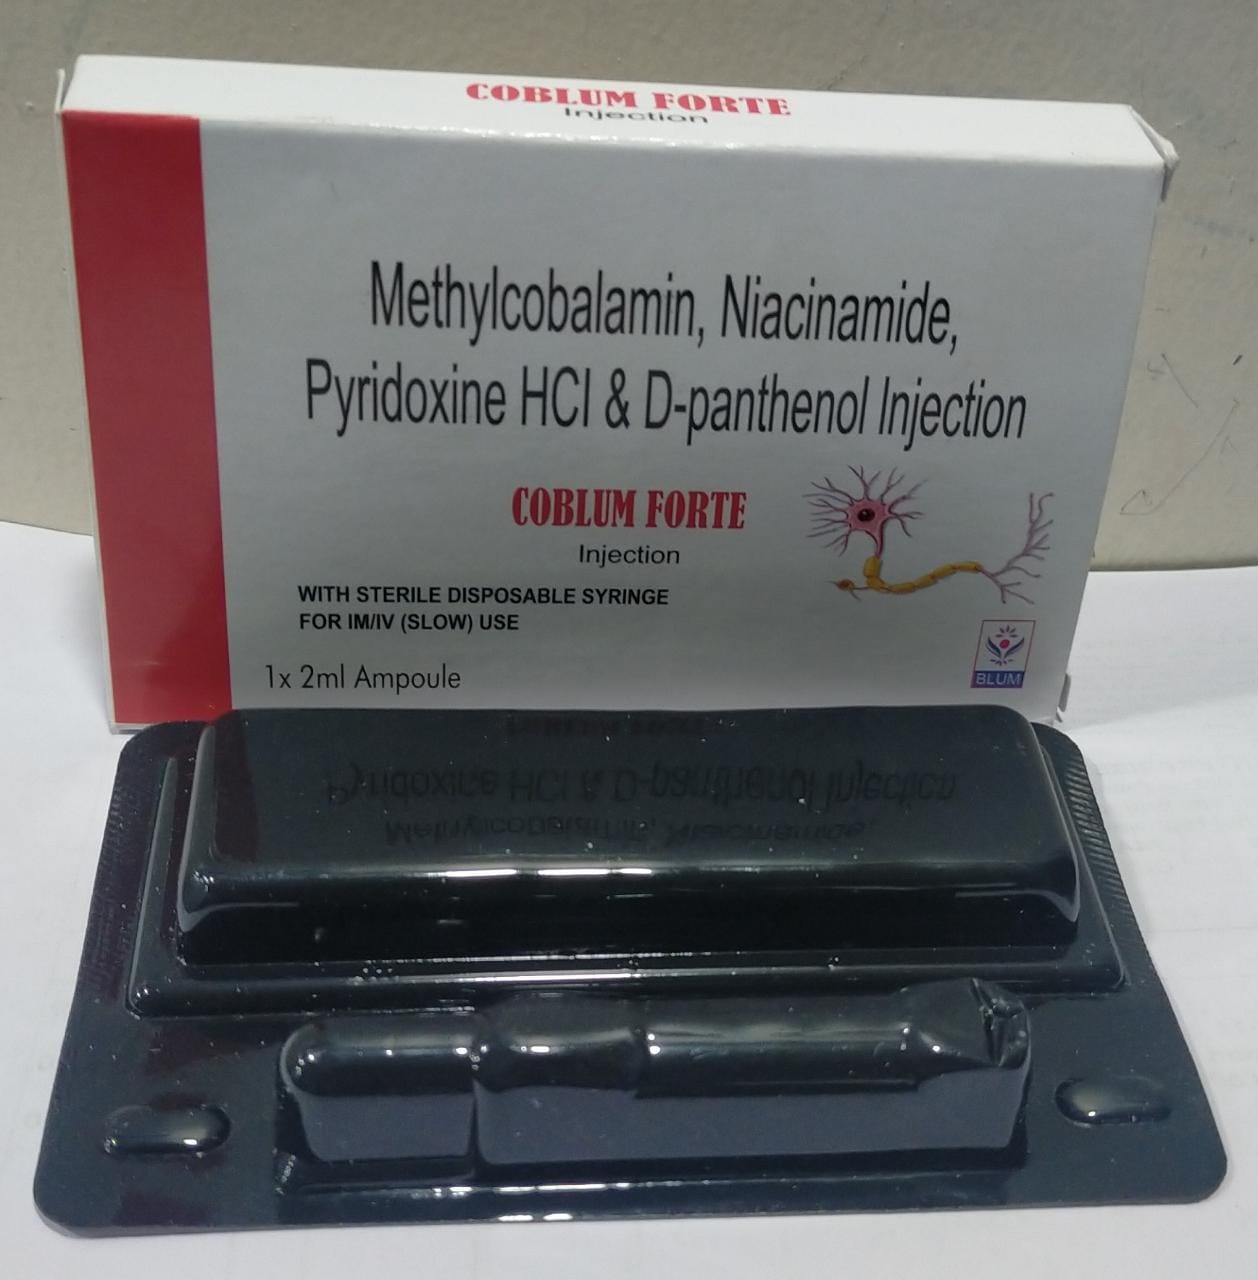 COBLUM FORTE
Injection
Methylcobalamin, Niacinamide,
Pyridoxine HCl & D-panthenol Injection
COBLUM FORTE
Injection
WITH STERILE DISPOSABLE SYRINGE
FOR IM/IV (SLOW) USE
1x 2ml Ampoule
BLUM